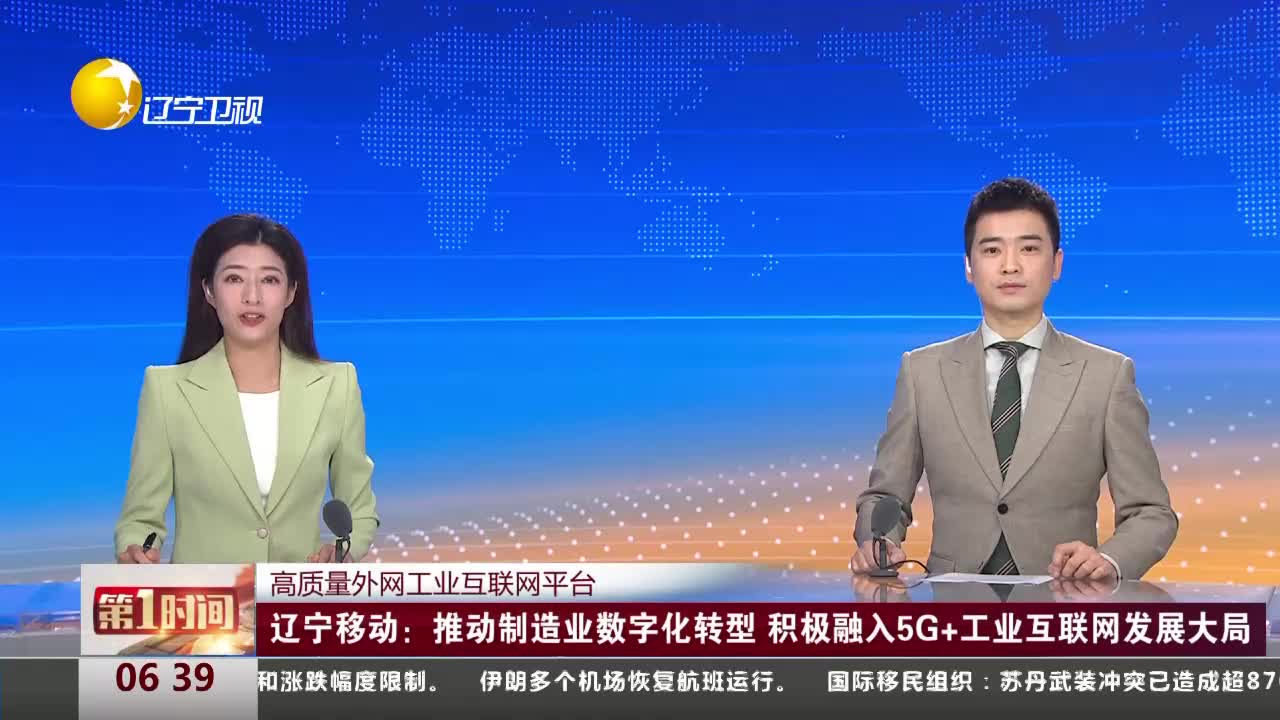 辽宁卫视
高质量外网工业互联网平台
第1时间
辽宁移动：推动制造业数字化转型 积极融入5G+工业互联网发展大局
06 39
和涨跌幅度限制。 伊朗多个机场恢复航班运行。 国际移民组织：苏丹武装冲突已造成超87